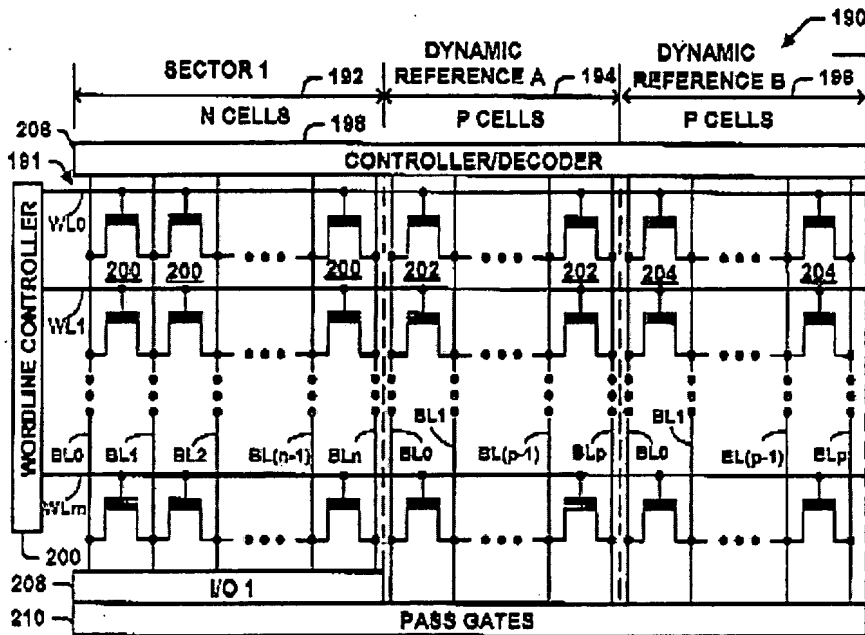 190
SECTOR 1
192
DYNAMIC
REFERENCE A
194
DYNAMIC
REFERENCE B
196
N CELLS
198
P CELLS
P CELLS
206
CONTROLLER/DECODER
191
WORDLINE CONTROLLER
WL0
200 200 200 202 202 204 204
WL1
BL0 BL1 BL2 BL(n-1) BLn BL0 BL1 BL(p-1) BLp BL0 BL1 BL(p-1) BLp
WLm
200
208
I/O 1
210
PASS GATES